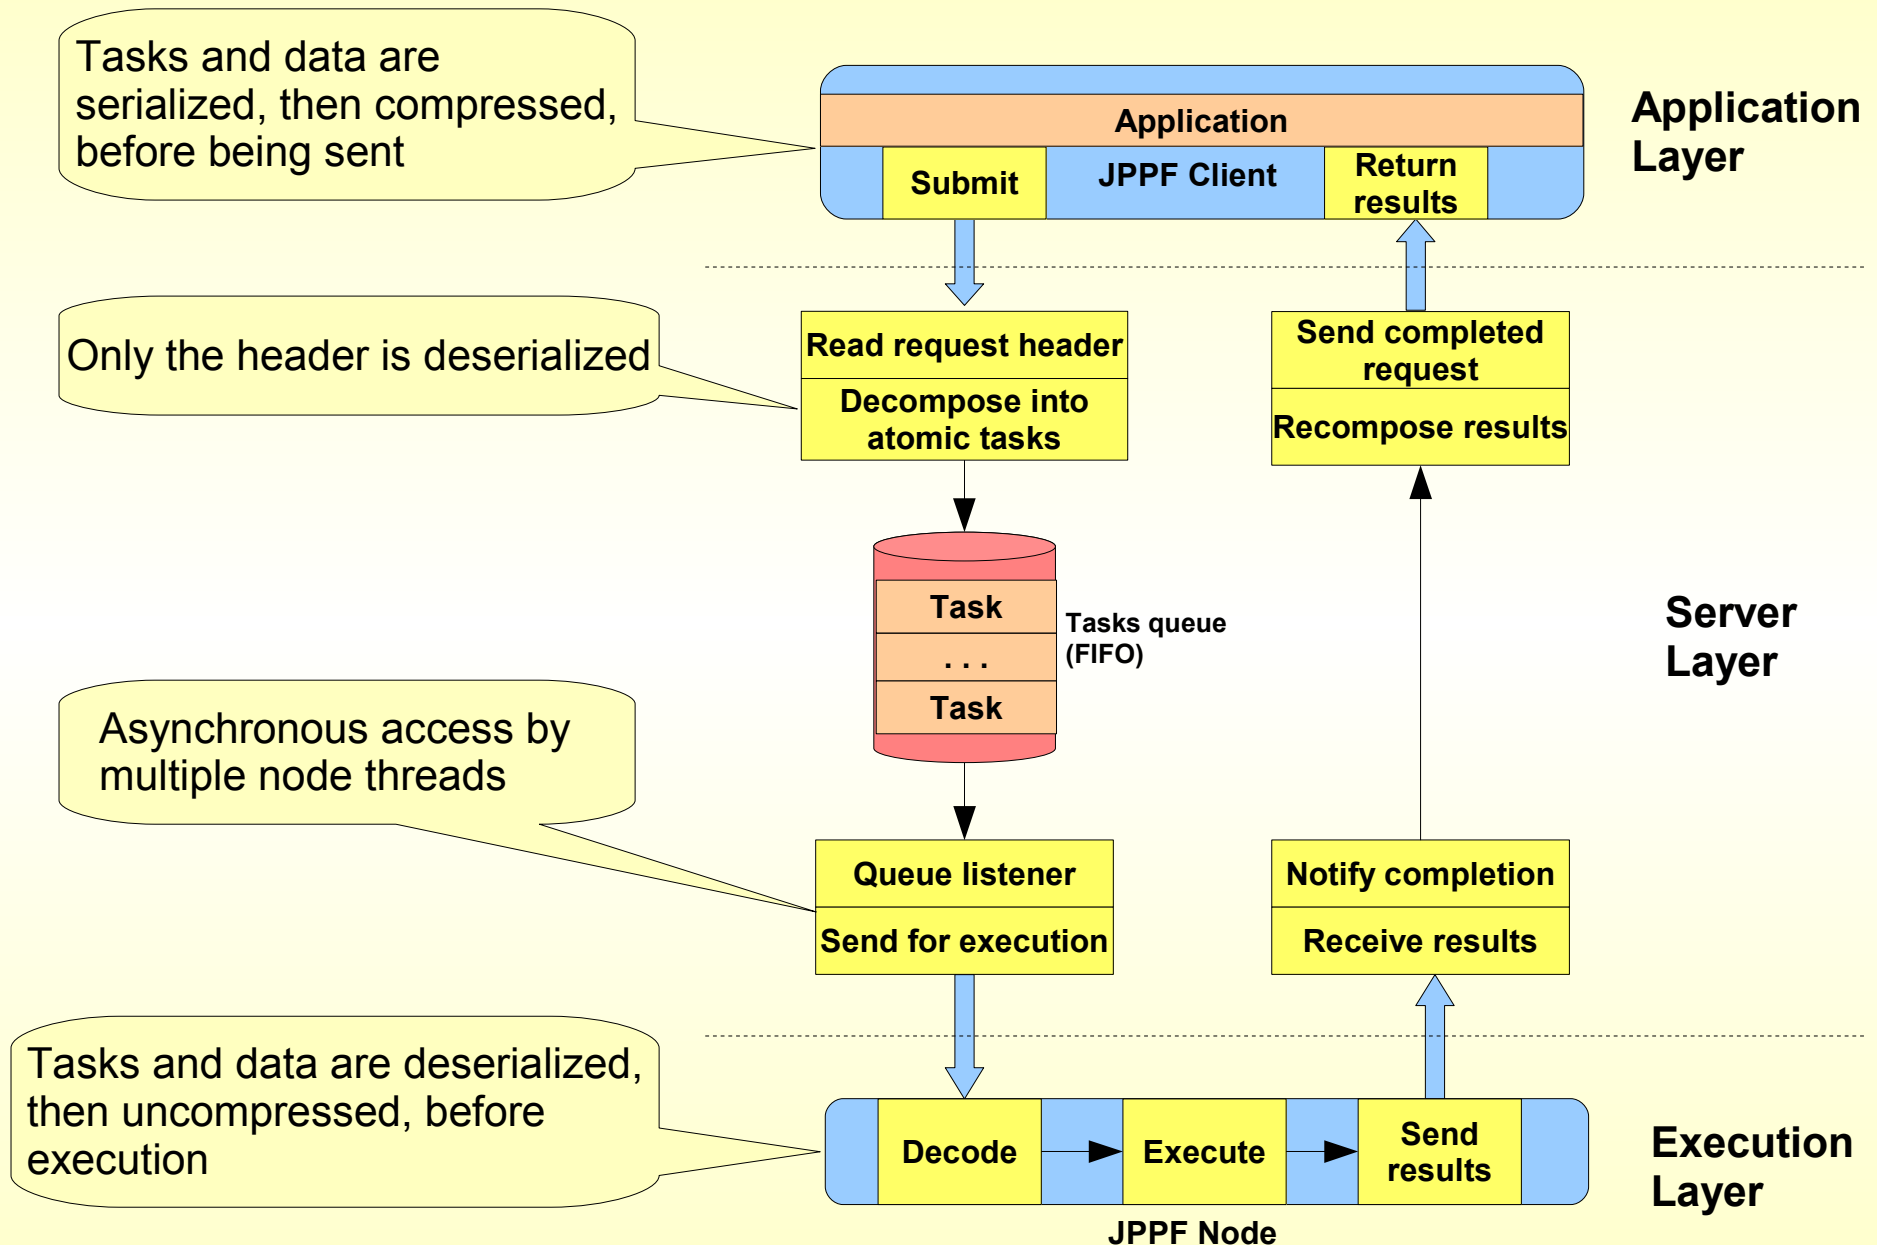 Tasks and data are
serialized, then compressed,
before being sent
Application
Submit
JPPF Client
Return
results
Application
Layer
Only the header is deserialized
Read request header
Decompose into
atomic tasks
Send completed
request
Recompose results
Task
. . .
Task
Tasks queue
(FIFO)
Server
Layer
Asynchronous access by
multiple node threads
Queue listener
Send for execution
Notify completion
Receive results
Tasks and data are deserialized,
then uncompressed, before
execution
Decode
Execute
Send
results
JPPF Node
Execution
Layer